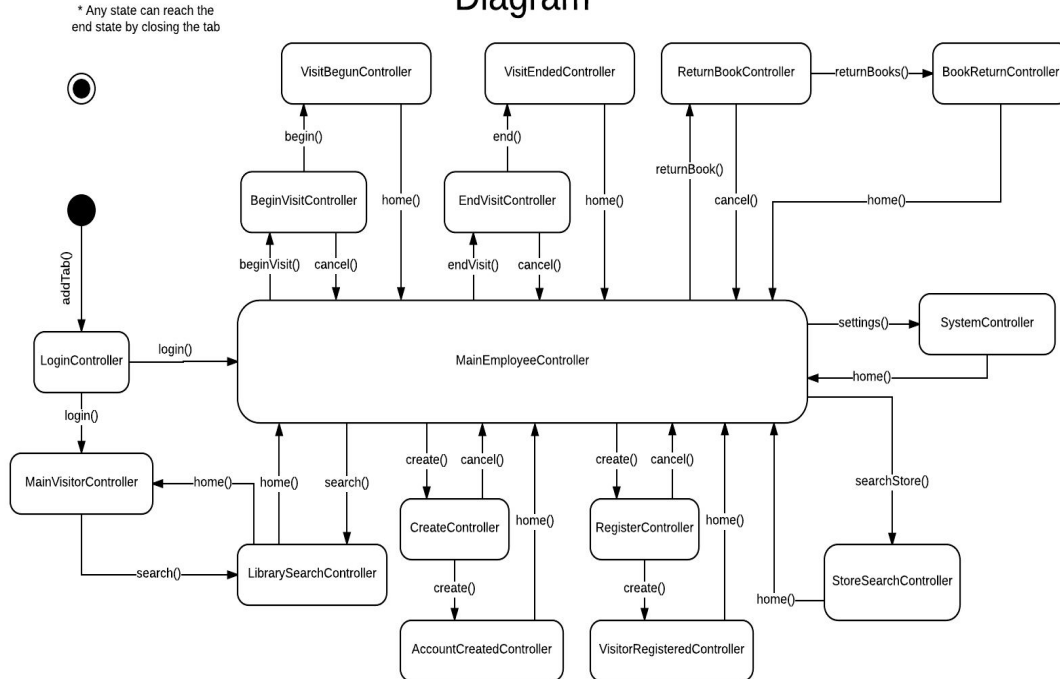 Diagram
* Any state can reach the
end state by closing the tab
VisitBegunController
VisitEndedController
ReturnBookController
returnBooks()
BookReturnController
begin()
end()
returnBook()
BeginVisitController
home()
EndVisitController
home()
cancel()
home()
addTab()
beginVisit()
cancel()
endVisit()
cancel()
LoginController
login()
MainEmployeeController
settings()
SystemController
home()
login()
MainVisitorController
home()
home()
search()
create()
cancel()
home()
create()
cancel()
home()
searchStore()
CreateController
RegisterController
search()
LibrarySearchController
create()
create()
home()
StoreSearchController
AccountCreatedController
VisitorRegisteredController